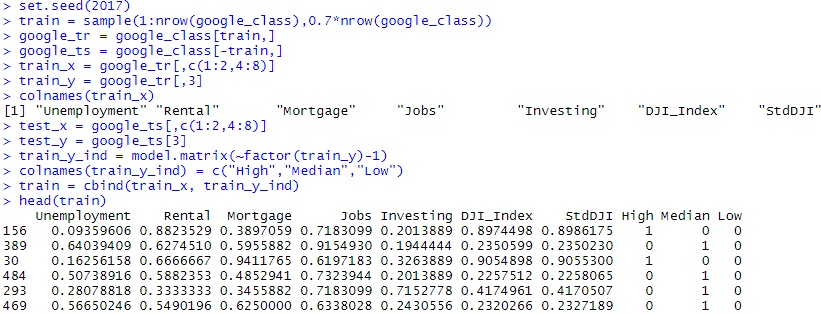 > set.seed(2017)
> train = sample(1:nrow(google_class),0.7*nrow(google_class))
> google_tr = google_class[train,]
> google_ts = google_class[-train,]
> train_x = google_tr[,c(1:2,4:8)]
> train_y = google_tr[,3]
> colnames(train_x)
[1] "Unemployment" "Rental" "Mortgage" "Jobs" "Investing" "DJI_Index" "StdDJI"
> test_x = google_ts[,c(1:2,4:8)]
> test_y = google_ts[3]
> train_y_ind = model.matrix(~factor(train_y)-1)
> colnames(train_y_ind) = c("High","Median","Low")
> train = cbind(train_x, train_y_ind)
> head(train)
Unemployment Rental Mortgage Jobs Investing DJI_Index StdDJI High Median Low
156 0.09359606 0.8823529 0.3897059 0.7183099 0.2013889 0.8974498 0.8986175 1 0 0
389 0.64039409 0.6274510 0.5955882 0.9154930 0.1944444 0.2350599 0.2350230 0 1 0
30 0.16256158 0.6666667 0.9411765 0.6197183 0.3263889 0.9054898 0.9055300 1 0 0
484 0.50738916 0.5882353 0.4852941 0.7323944 0.2013889 0.2257512 0.2258065 0 1 0
293 0.28078818 0.3333333 0.3455882 0.7183099 0.7152778 0.4174961 0.4170507 0 1 0
469 0.56650246 0.5490196 0.6250000 0.6338028 0.2430556 0.2320266 0.2327189 0 1 0